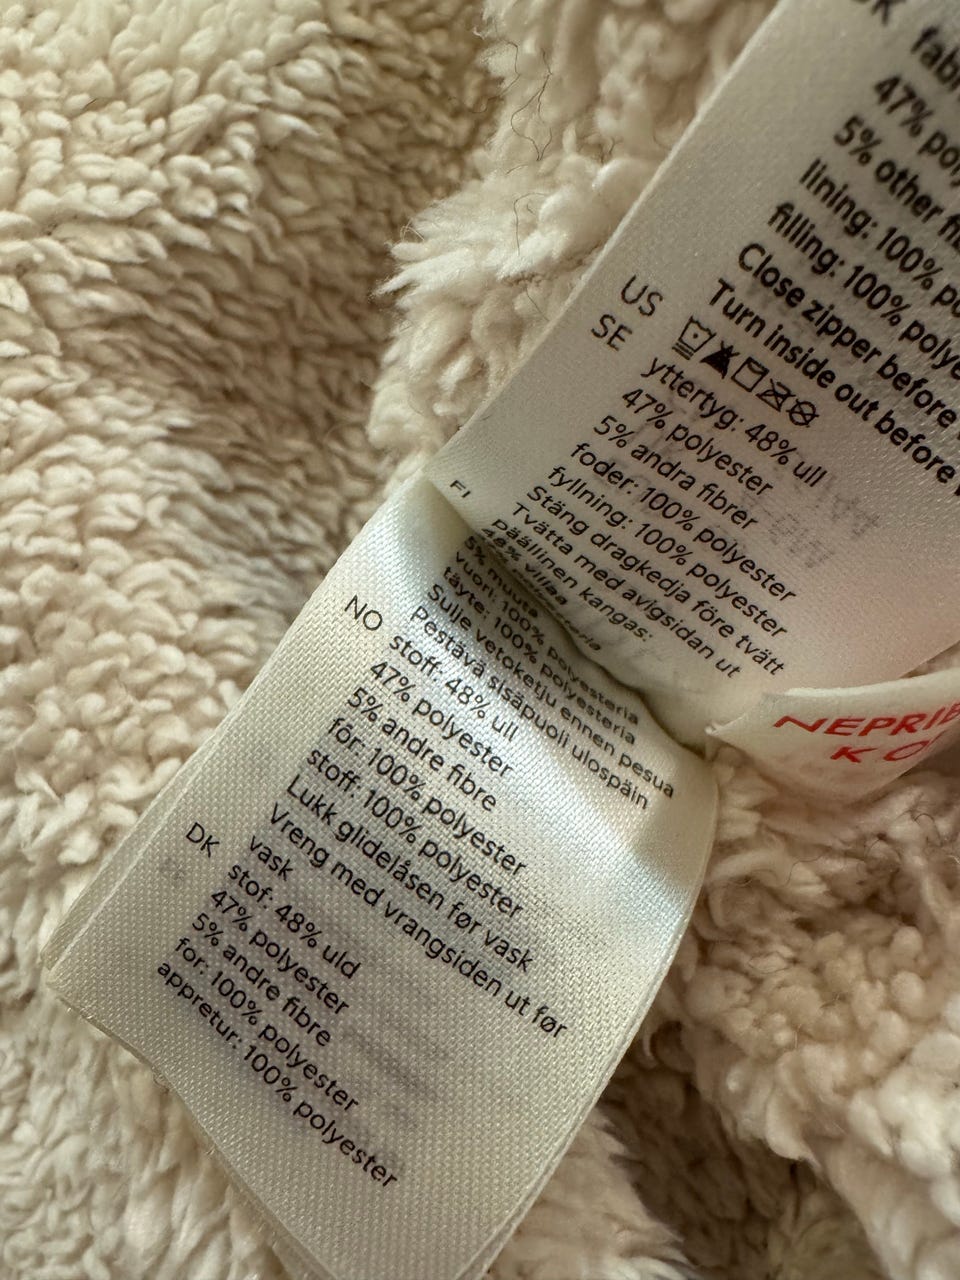 47%
5% other
lining: 100%
filling: 100%
Close zipper before
Turn inside out before
US
SE
yttertyg: 48% ull
47% polyester
5% andra fibrer
foder: 100% polyester
fyllning: 100% polyester
Stäng dragkedja före tvätt
Tvätta med avigsidan ut
FI
päällinen kangas:
48% villaa
5% muuta
vuori: 100% polyesteria
täyte: 100% polyesteria
Sulje vetoketju ennen pesua
Pestävä sisäpuoli ulospäin
NO
stoff: 48% ull
47% polyester
5% andre fibre
fôr: 100% polyester
stoff: 100% polyester
Lukk glidelåsen før vask
Vreng med vrangsiden ut før
vask
DK
stof: 48% uld
47% polyester
5% andre fibre
for: 100% polyester
appretur: 100% polyester